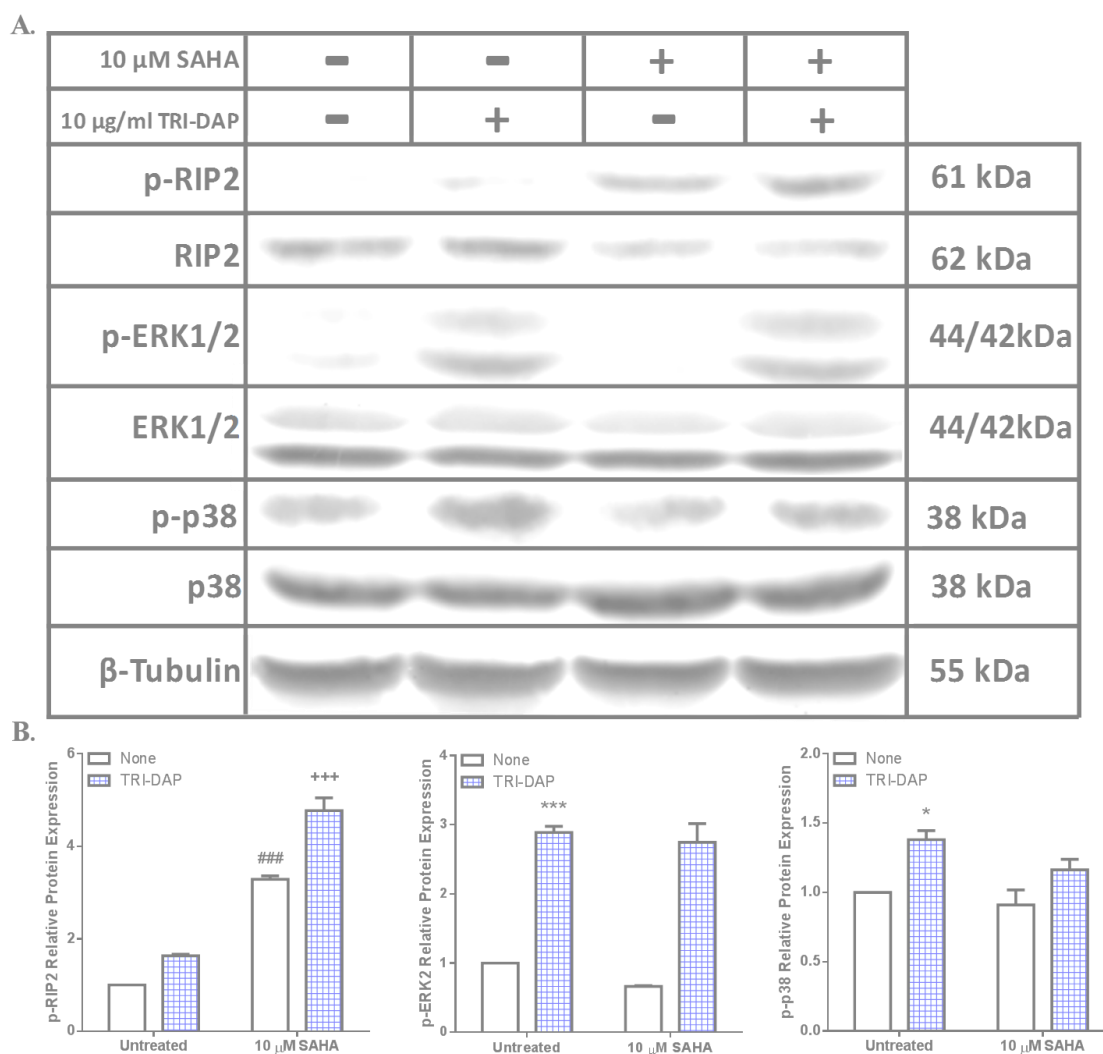 A.
10 µM SAHA - - + +
10 µg/ml TRI-DAP - + - +
p-RIP2 61 kDa
RIP2 62 kDa
p-ERK1/2 44/42kDa
ERK1/2 44/42kDa
p-p38 38 kDa
p38 38 kDa
β-Tubulin 55 kDa
B.
p-RIP2 Relative Protein Expression
6
4
2
0
None
TRI-DAP
###
+++
Untreated
10 µM SAHA
p-ERK2 Relative Protein Expression
4
3
2
1
0
None
TRI-DAP
***
Untreated
10 µM SAHA
p-p38 Relative Protein Expression
2.0
1.5
1.0
0.5
0.0
None
TRI-DAP
*
Untreated
10 µM SAHA